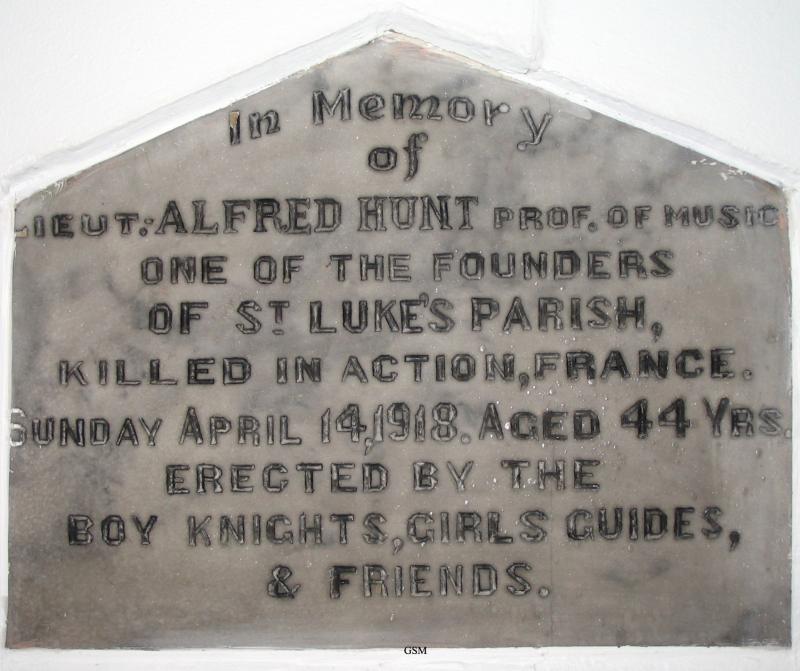 In Memory
of
LIEUT: ALFRED HUNT PROF. OF MUSIC
ONE OF THE FOUNDERS
OF ST LUKE'S PARISH,
KILLED IN ACTION, FRANCE.
SUNDAY APRIL 14, 1918. AGED 44 YRS.
ERECTED BY THE
BOY KNIGHTS, GIRLS GUIDES,
& FRIENDS.
GSM